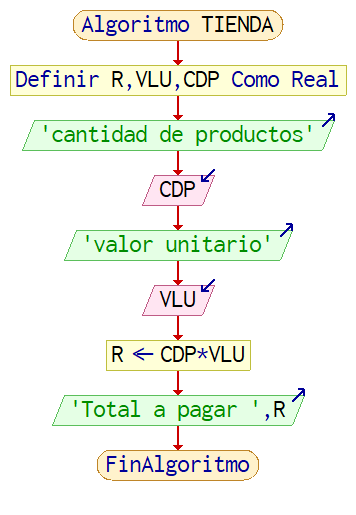 Algoritmo TIENDA
Definir R,VLU,CDP Como Real
'cantidad de productos'
CDP
'valor unitario'
VLU
R ← CDP*VLU
'Total a pagar ',R
FinAlgoritmo